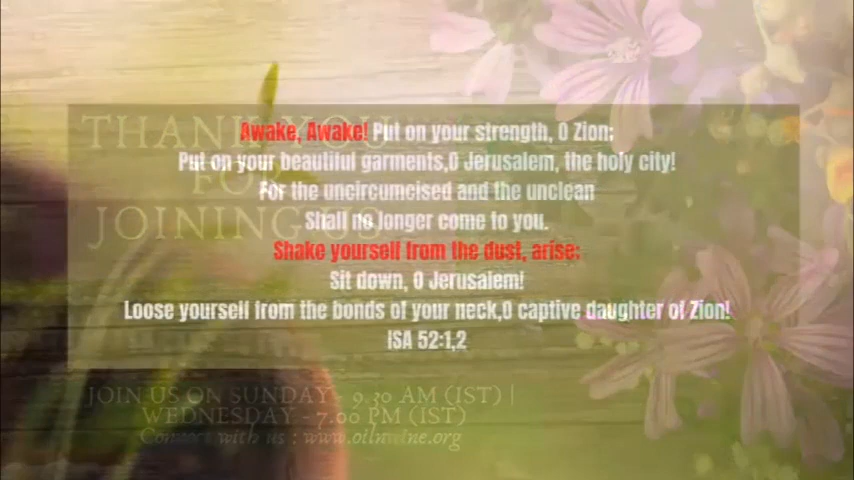 THANK YOU
FOR
JOINING US
Awake, Awake! Put on your strength, O Zion;
Put on your beautiful garments,O Jerusalem, the holy city!
For the uncircumcised and the unclean
Shall no longer come to you.
Shake yourself from the dust, arise;
Sit down, O Jerusalem!
Loose yourself from the bonds of your neck,O captive daughter of Zion!
ISA 52:1,2
JOIN US ON SUNDAY - 9.30 AM (IST) |
WEDNESDAY - 7.00 PM (IST)
Connect with us : www.oilnwine.org